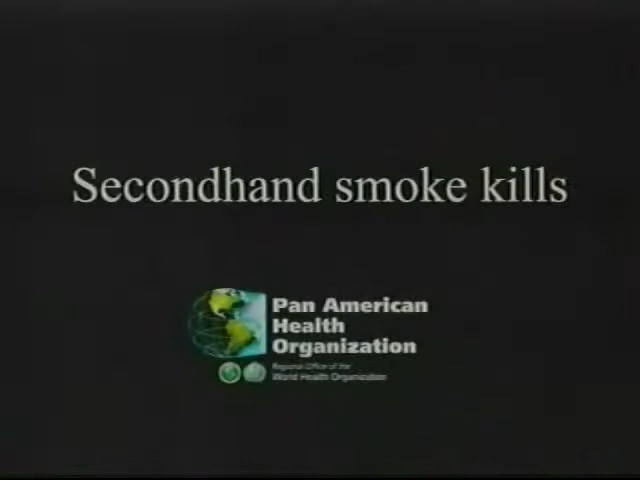 Secondhand smoke kills
Pan American
Health
Organization
Regional Office of the
World Health Organization